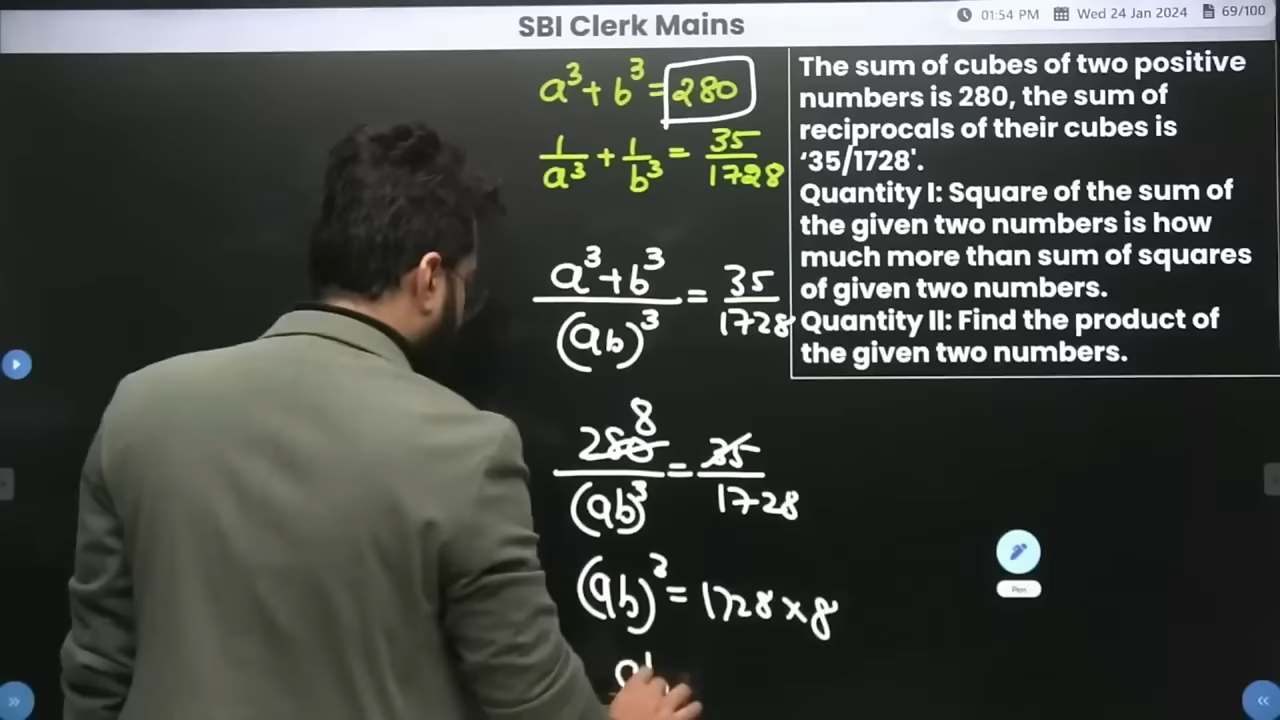 SBI Clerk Mains
01:54 PM Wed 24 Jan 2024 69/100
a³ + b³ = 280
1/a³ + 1/b³ = 35/1728
a³+b³/(ab)³ = 35/1728
280 8/(ab)³ = 35/1728
(ab)³ = 1728 × 8
The sum of cubes of two positive
numbers is 280, the sum of
reciprocals of their cubes is
‘35/1728'.
Quantity I: Square of the sum of
the given two numbers is how
much more than sum of squares
of given two numbers.
Quantity II: Find the product of
the given two numbers.
Pen